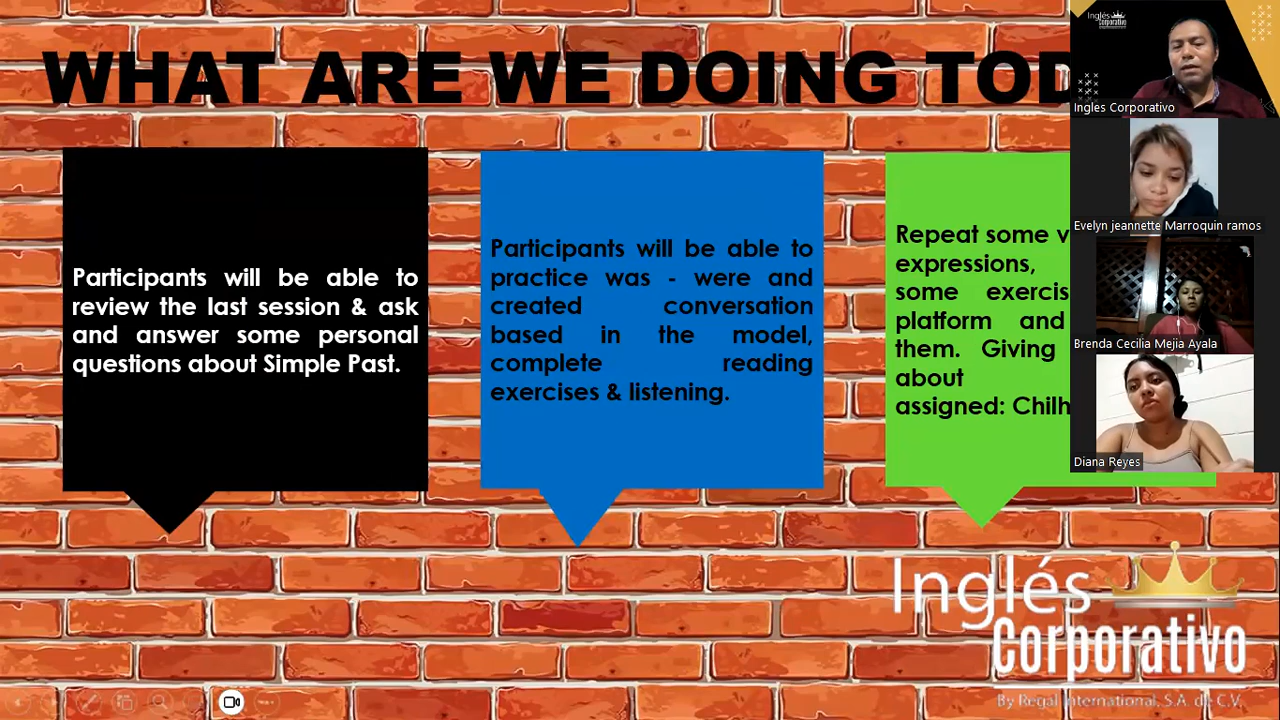 WHAT ARE WE DOING TOD
Participants will be able to
review the last session & ask
and answer some personal
questions about Simple Past.
Participants will be able to
practice was - were and
created conversation
based in the model,
complete reading
exercises & listening.
Repeat some v
expressions,
some exercis
platform and
them. Giving
about
assigned: Chilh
Inglés
Corporativo
Ingles Corporativo
Evelyn jeannette Marroquin ramos
Brenda Cecilia Mejia Ayala
Diana Reyes
Inglés
Corporativo
By Regal International, S.A. de C.V.